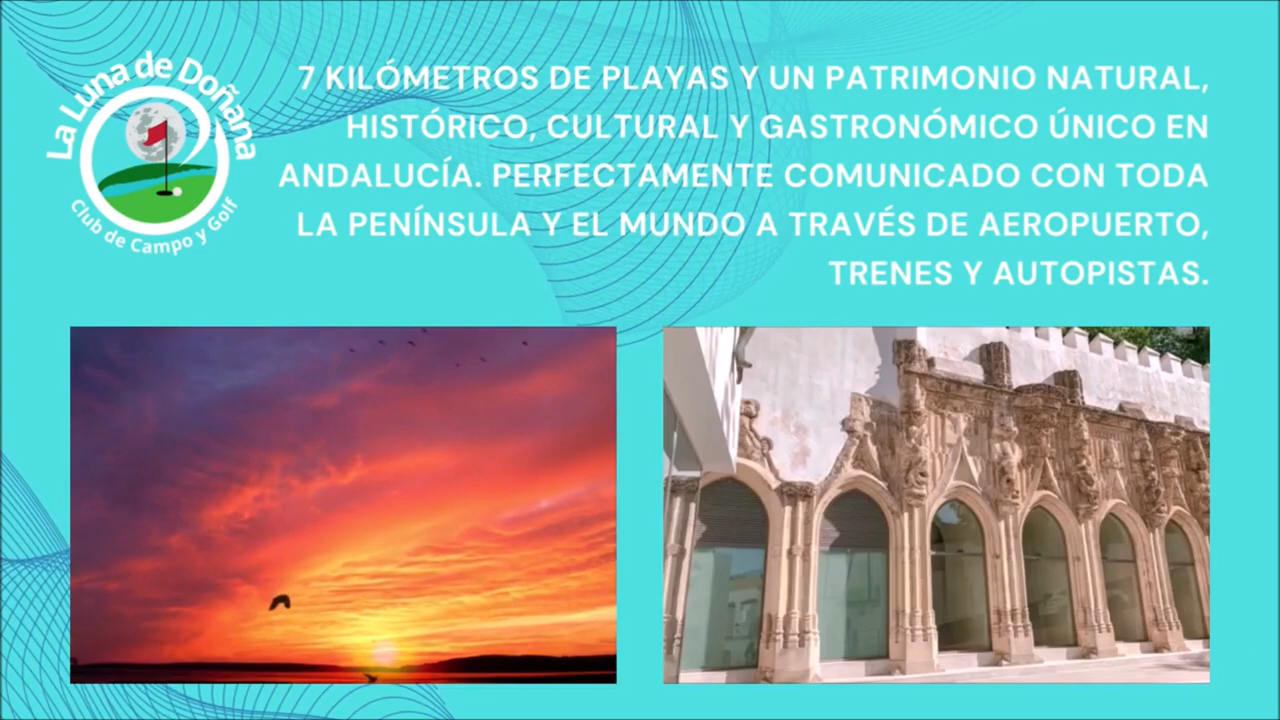 La Luna de Doñana
Club de Campo y Golf
7 KILÓMETROS DE PLAYAS Y UN PATRIMONIO NATURAL,
HISTÓRICO, CULTURAL Y GASTRONÓMICO ÚNICO EN
ANDALUCÍA. PERFECTAMENTE COMUNICADO CON TODA
LA PENÍNSULA Y EL MUNDO A TRAVÉS DE AEROPUERTO,
TRENES Y AUTOPISTAS.